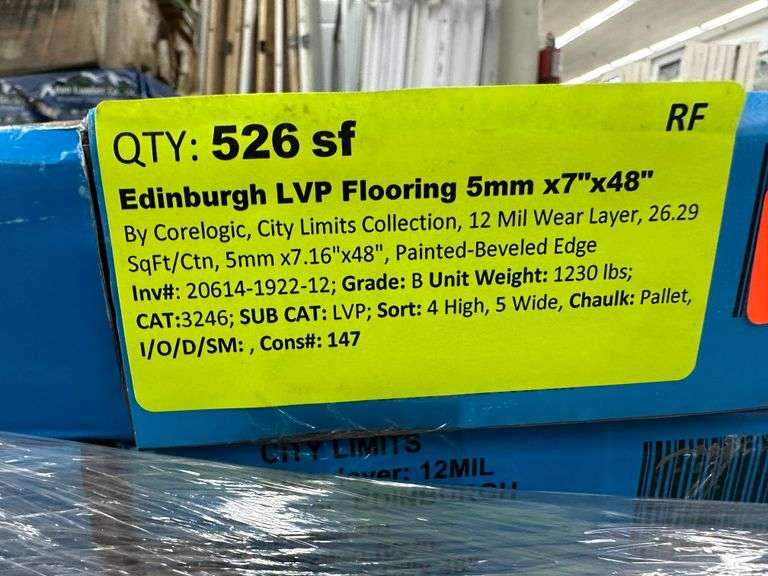 RF
QTY: 526 sf
Edinburgh LVP Flooring 5mm x7"x48"
By Corelogic, City Limits Collection, 12 Mil Wear Layer, 26.29
SqFt/Ctn, 5mm x7.16"x48", Painted-Beveled Edge
Inv#: 20614-1922-12; Grade: B Unit Weight: 1230 lbs;
CAT:3246; SUB CAT: LVP; Sort: 4 High, 5 Wide, Chaulk: Pallet,
I/O/D/SM: , Cons#: 147
CITY LIMITS
12MIL
EDINBURGH